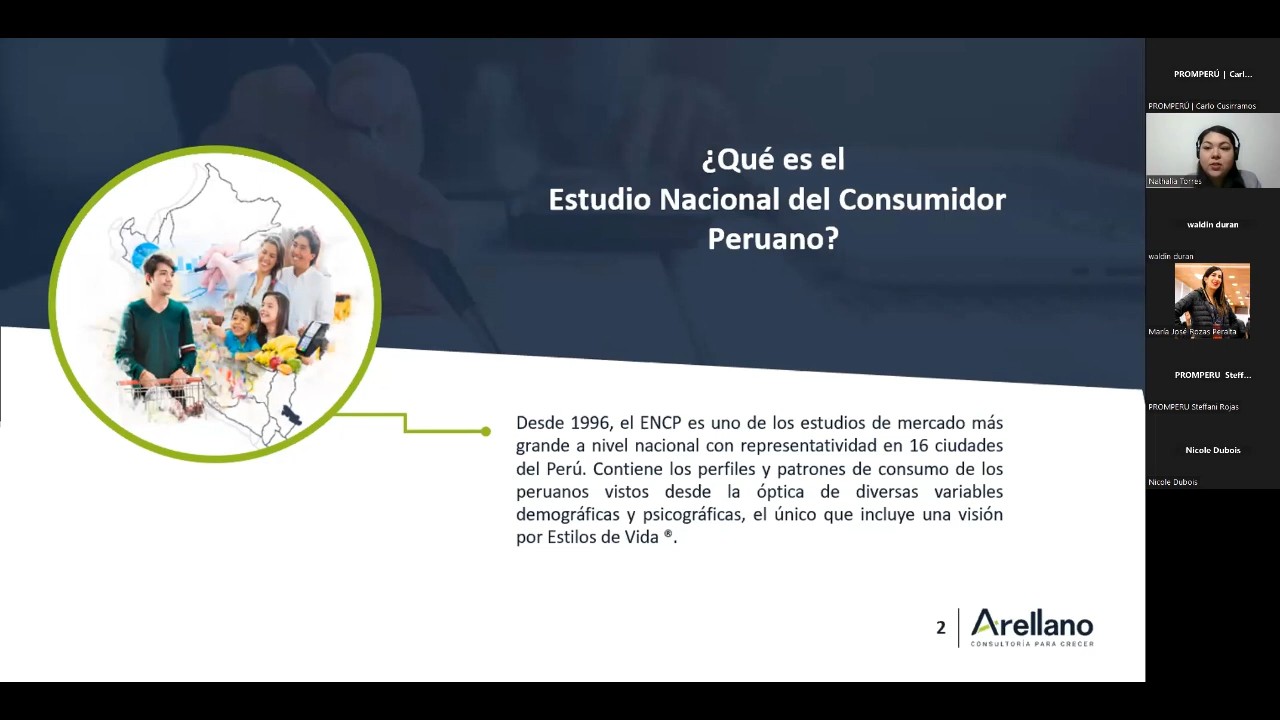 ¿Qué es el
Estudio Nacional del Consumidor
Peruano?
Desde 1996, el ENCP es uno de los estudios de mercado más
grande a nivel nacional con representatividad en 16 ciudades
del Perú. Contiene los perfiles y patrones de consumo de los
peruanos vistos desde la óptica de diversas variables
demográficas y psicográficas, el único que incluye una visión
por Estilos de Vida ®.
2
Arellano
CONSULTORÍA PARA CRECER
PROMPERÚ | Carl...
PROMPERÚ | Carlo Cusirramos
Nathalia Torres
waldin duran
waldin duran
María José Rozas Peralta
PROMPERU Steff...
PROMPERU Steffani Rojas
Nicole Dubois
Nicole Dubois